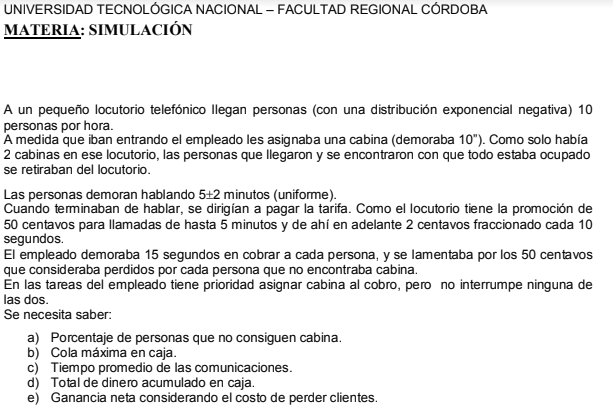 UNIVERSIDAD TECNOLÓGICA NACIONAL – FACULTAD REGIONAL CÓRDOBA
MATERIA: SIMULACIÓN
A un pequeño locutorio telefónico llegan personas (con una distribución exponencial negativa) 10
personas por hora.
A medida que iban entrando el empleado les asignaba una cabina (demoraba 10"). Como solo había
2 cabinas en ese locutorio, las personas que llegaron y se encontraron con que todo estaba ocupado
se retiraban del locutorio.
Las personas demoran hablando 5±2 minutos (uniforme).
Cuando terminaban de hablar, se dirigían a pagar la tarifa. Como el locutorio tiene la promoción de
50 centavos para llamadas de hasta 5 minutos y de ahí en adelante 2 centavos fraccionado cada 10
segundos.
El empleado demoraba 15 segundos en cobrar a cada persona, y se lamentaba por los 50 centavos
que consideraba perdidos por cada persona que no encontraba cabina.
En las tareas del empleado tiene prioridad asignar cabina al cobro, pero no interrumpe ninguna de
las dos.
Se necesita saber:
a) Porcentaje de personas que no consiguen cabina.
b) Cola máxima en caja.
c) Tiempo promedio de las comunicaciones.
d) Total de dinero acumulado en caja.
e) Ganancia neta considerando el costo de perder clientes.